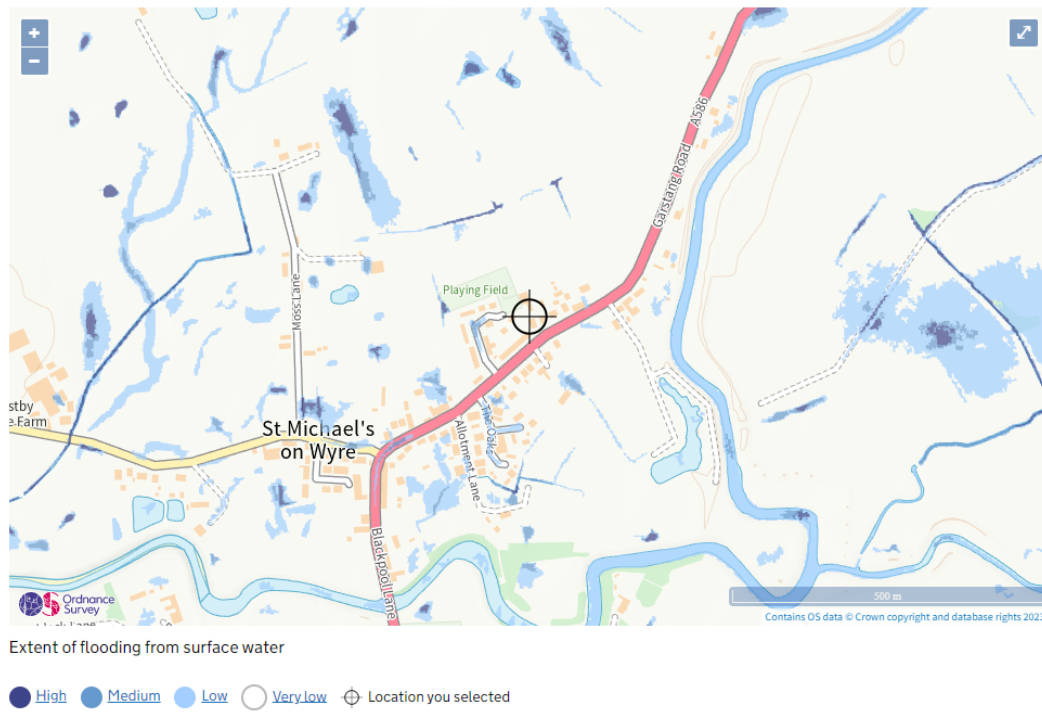 +
−
A586
Garstang Road
Playing Field
Moss Lane
stby
e Farm
St Michael's
on Wyre
The Oaks
Allotment Lane
Blackpool Lane
Ordnance
Survey
500 m
Contains OS data © Crown copyright and database rights 2023
Extent of flooding from surface water
High Medium Low Very low Location you selected